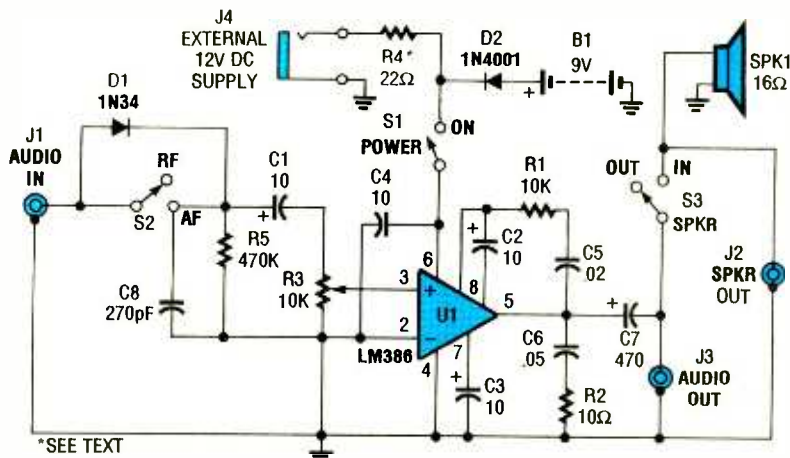 J4
EXTERNAL
12V DC
SUPPLY
R4*
22Ω
D2
1N4001
B1
9V
+
SPK1
16Ω
D1
1N34
J1
AUDIO
IN
RF
S2
AF
C1
10
+
S1
POWER
ON
C4
10
R1
10K
OUT
IN
S3
SPKR
R5
470K
C8
270pF
R3
10K
6
3
+
2
−
8
U1
5
7
4
LM386
+
C2
10
C5
.02
+
C7
470
J2
SPKR
OUT
C6
.05
+
C3
10
R2
10Ω
J3
AUDIO
OUT
*SEE TEXT